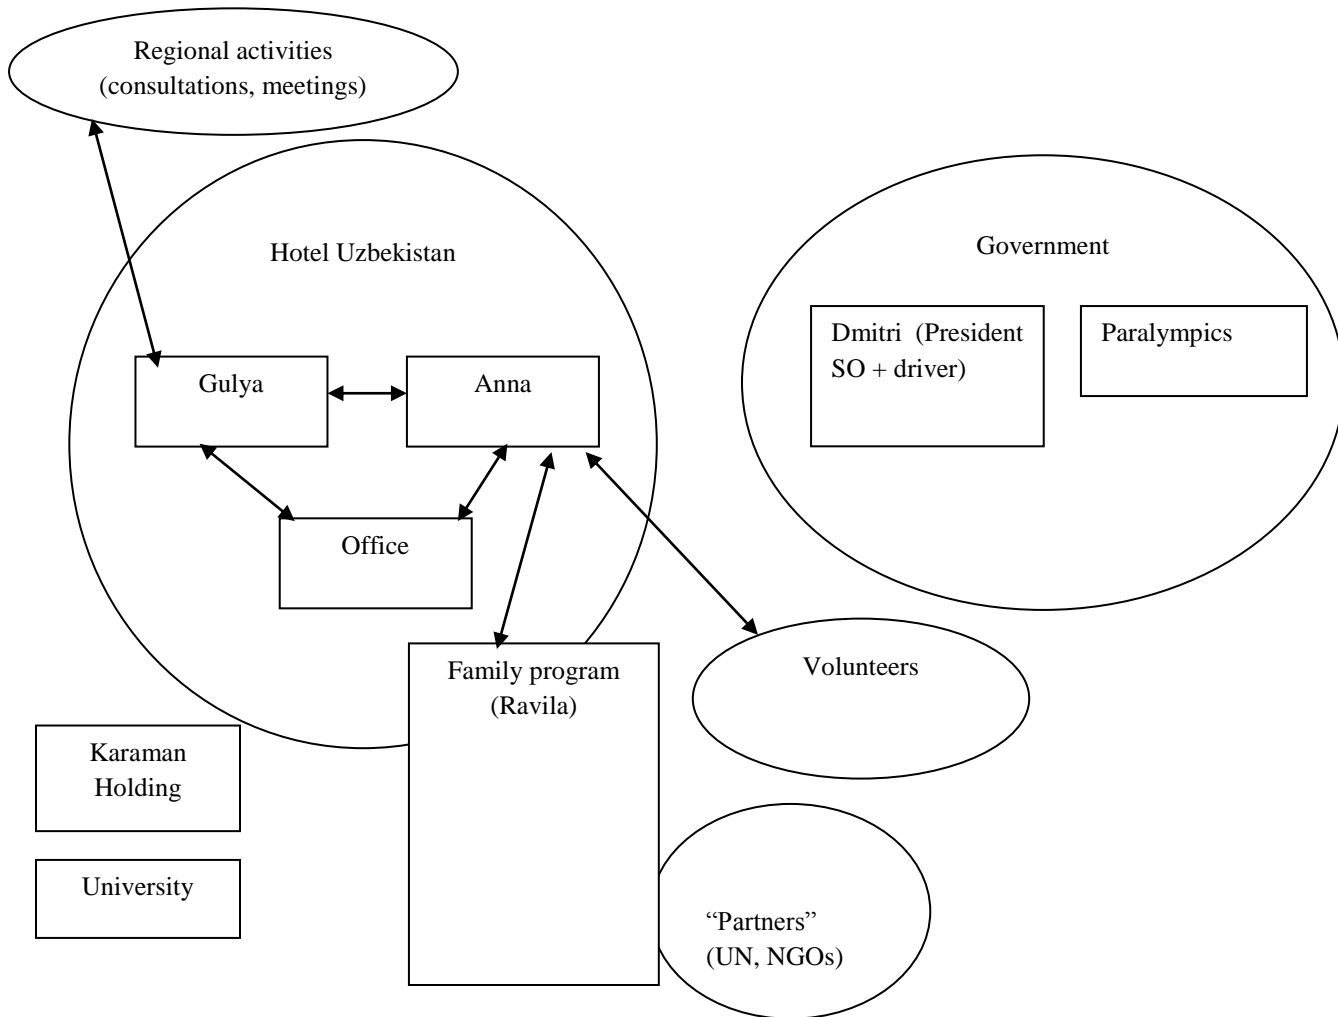 Regional activities
(consultations, meetings)
Hotel Uzbekistan
Government
Dmitri (President
SO + driver)
Paralympics
Gulya
Anna
Office
Family program
(Ravila)
Volunteers
Karaman
Holding
University
“Partners”
(UN, NGOs)